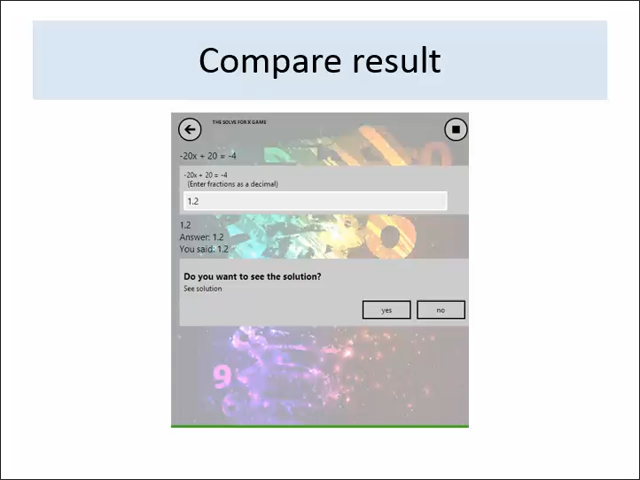 Compare result
THE SOLVE FOR X GAME
-20x + 20 = -4
-20x + 20 = -4
(Enter fractions as a decimal)
1.2
1.2
Answer: 1.2
You said: 1.2
Do you want to see the solution?
See solution
yes no
9